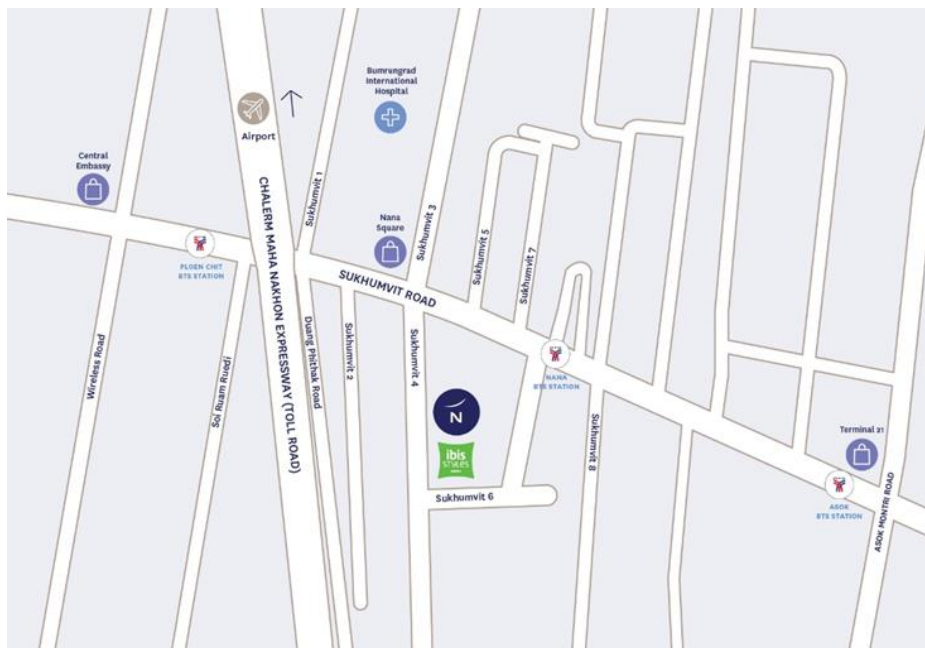 Bumrungrad
International
Hospital
Airport
Central
Embassy
CHALERM MAHA NAKHON EXPRESSWAY (TOLL ROAD)
Sukhumvit 1
Nana
Square
Sukhumvit 3
Sukhumvit 5
Sukhumvit 7
PLOEN CHIT
BTS STATION
SUKHUMVIT ROAD
Wireless Road
Soi Ruam Ruedi
Duang Phithak Road
Sukhumvit 2
Sukhumvit 4
NANA
BTS STATION
N
ibis
STYLES
Sukhumvit 6
Sukhumvit 8
Terminal 21
ASOK
BTS STATION
ASOK MONTRI ROAD